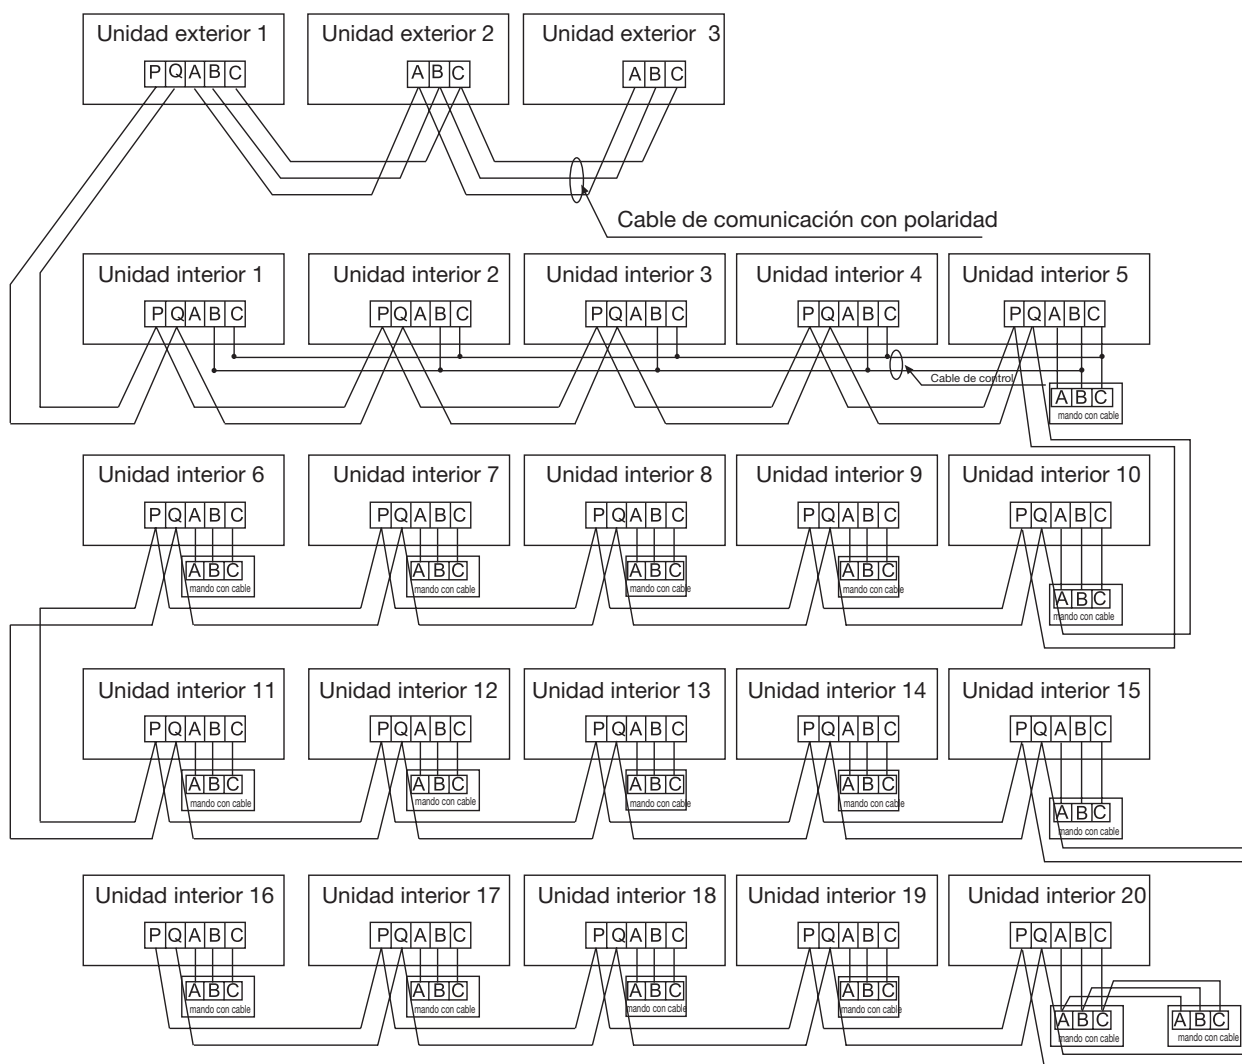 Unidad exterior 1 Unidad exterior 2 Unidad exterior 3
P Q A B C A B C A B C
Cable de comunicación con polaridad
Unidad interior 1 Unidad interior 2 Unidad interior 3 Unidad interior 4 Unidad interior 5
P Q A B C P Q A B C P Q A B C P Q A B C P Q A B C
Cable de control
A B C
mando con cable
Unidad interior 6 Unidad interior 7 Unidad interior 8 Unidad interior 9 Unidad interior 10
P Q A B C P Q A B C P Q A B C P Q A B C P Q A B C
A B C A B C A B C A B C A B C
mando con cable mando con cable mando con cable mando con cable mando con cable
Unidad interior 11 Unidad interior 12 Unidad interior 13 Unidad interior 14 Unidad interior 15
P Q A B C P Q A B C P Q A B C P Q A B C P Q A B C
A B C A B C A B C A B C A B C
mando con cable mando con cable mando con cable mando con cable mando con cable
Unidad interior 16 Unidad interior 17 Unidad interior 18 Unidad interior 19 Unidad interior 20
P Q A B C P Q A B C P Q A B C P Q A B C P Q A B C
A B C A B C A B C A B C A B C A B C
mando con cable mando con cable mando con cable mando con cable mando con cable mando con cable